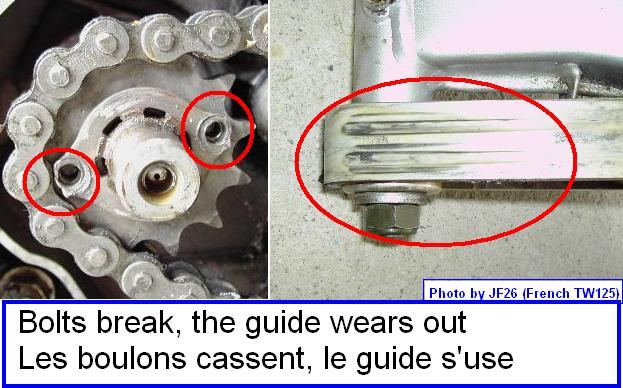 Photo by JF26 (French TW125)
Bolts break, the guide wears out
Les boulons cassent, le guide s'use